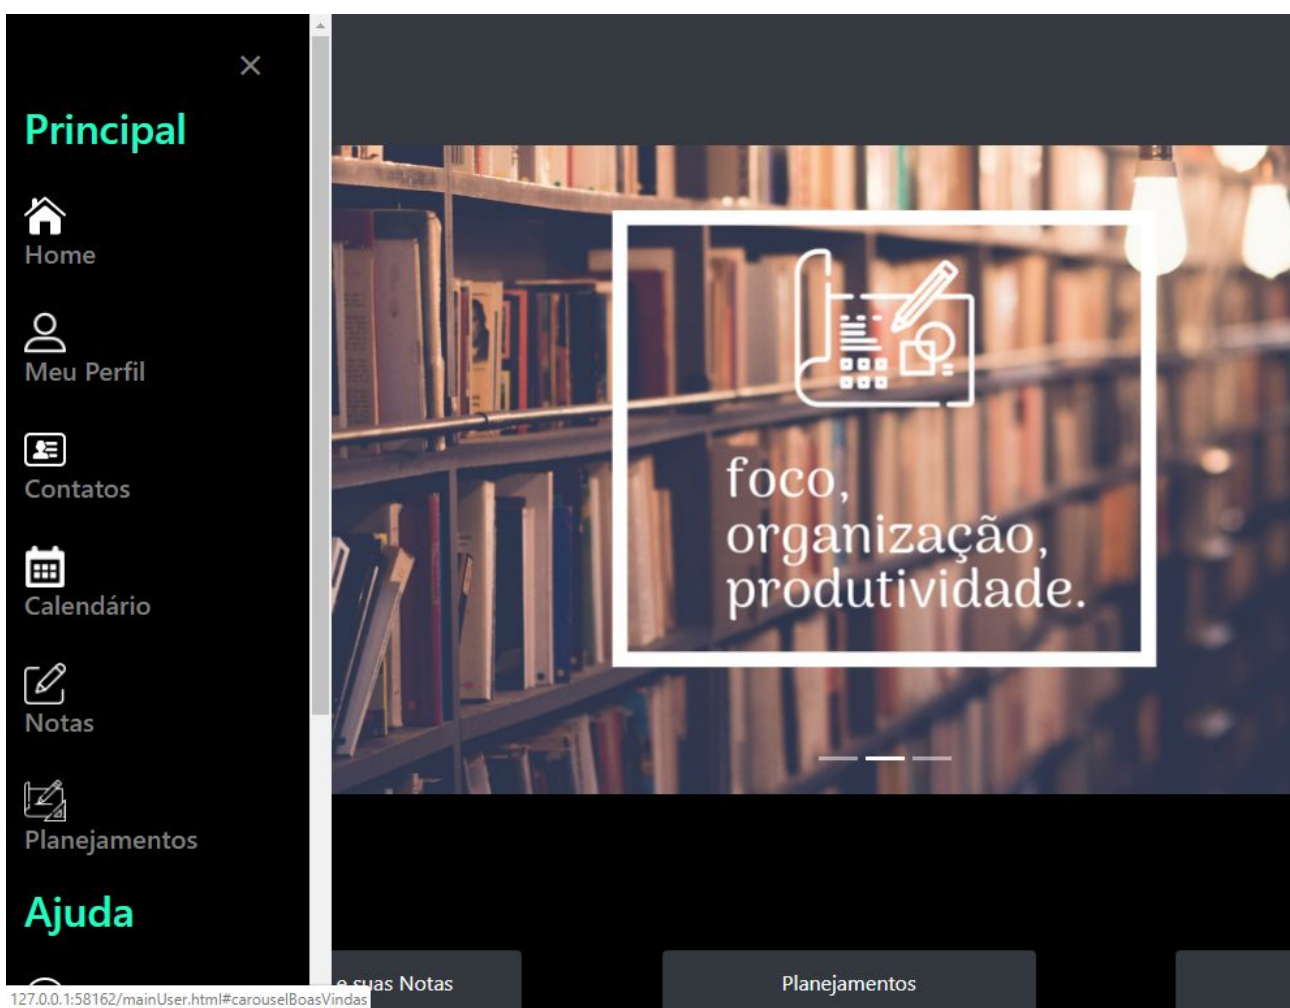 ×
Principal
Home
Meu Perfil
Contatos
Calendário
Notas
Planejamentos
Ajuda
foco,
organização,
produtividade.
e suas Notas
Planejamentos
127.0.0.1:58162/mainUser.html#carouselBoasVindas